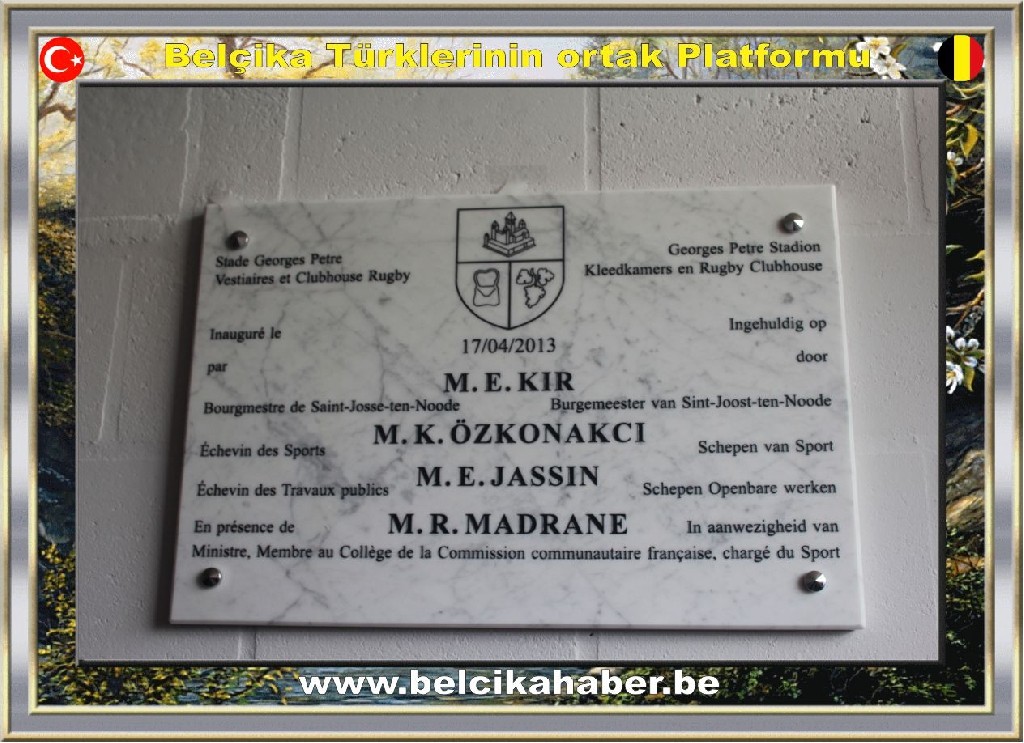 Belçika Türklerinin ortak Platformu
Stade Georges Petre
Vestiaires et Clubhouse Rugby
Georges Petre Stadion
Kleedkamers en Rugby Clubhouse
Inauguré le
Ingehuldig op
17/04/2013
par
door
M. E. KIR
Bourgmestre de Saint-Josse-ten-Noode
Burgemeester van Sint-Joost-ten-Noode
M. K. ÖZKONAKCI
Échevin des Sports
Schepen van Sport
M. E. JASSIN
Échevin des Travaux publics
Schepen Openbare werken
En présence de
M. R. MADRANE
In aanwezigheid van
Ministre, Membre au Collège de la Commission communautaire française, chargé du Sport
www.belcikahaber.be